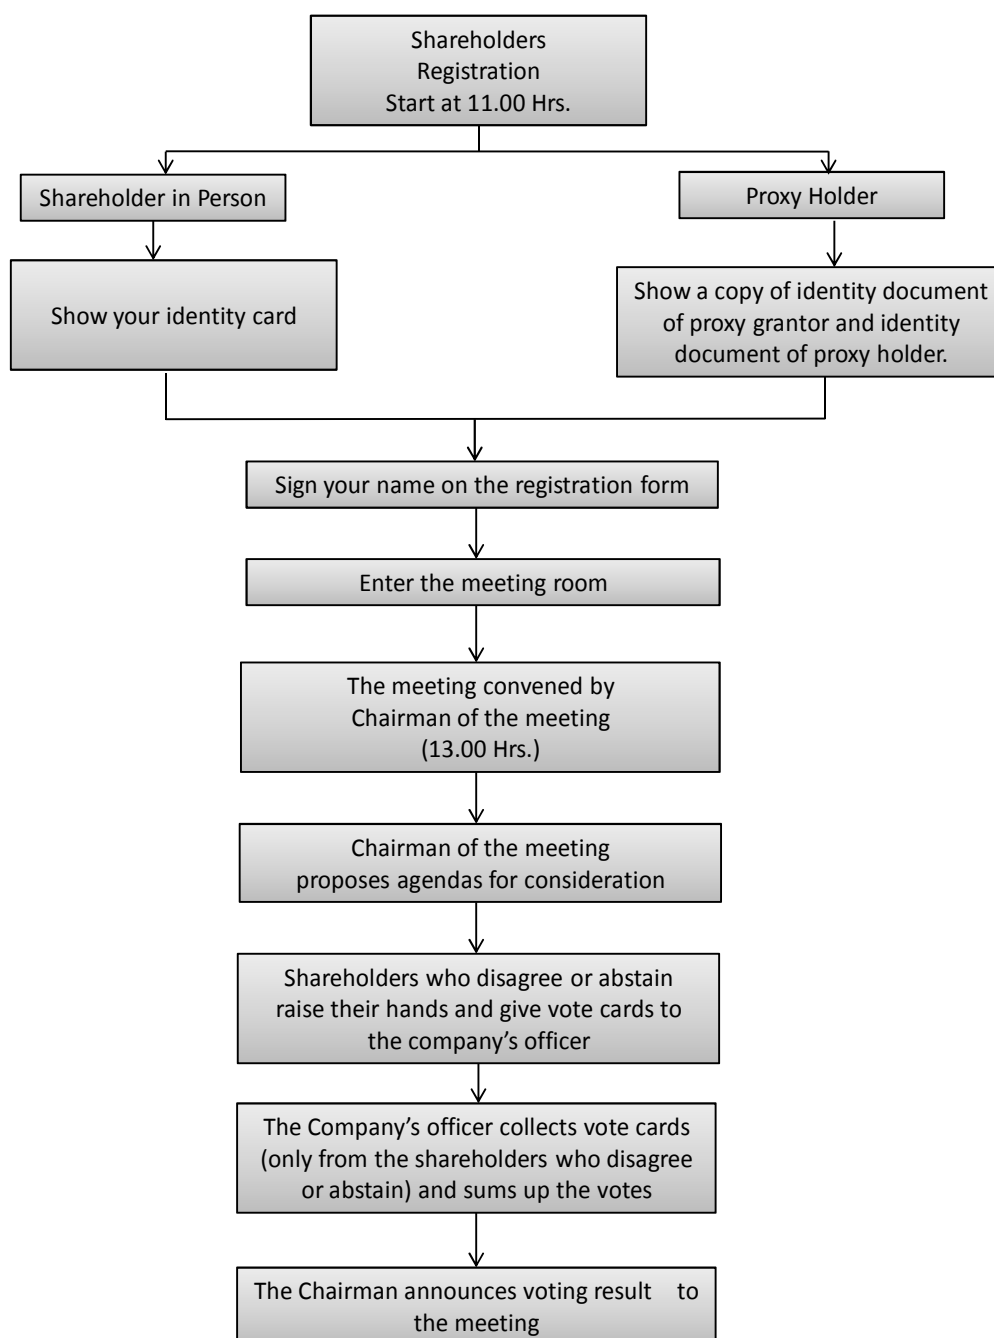 Shareholders
Registration
Start at 11.00 Hrs.
Shareholder in Person
Proxy Holder
Show your identity card
Show a copy of identity document
of proxy grantor and identity
document of proxy holder.
Sign your name on the registration form
Enter the meeting room
The meeting convened by
Chairman of the meeting
(13.00 Hrs.)
Chairman of the meeting
proposes agendas for consideration
Shareholders who disagree or abstain
raise their hands and give vote cards to
the company’s officer
The Company’s officer collects vote cards
(only from the shareholders who disagree
or abstain) and sums up the votes
The Chairman announces voting result to
the meeting